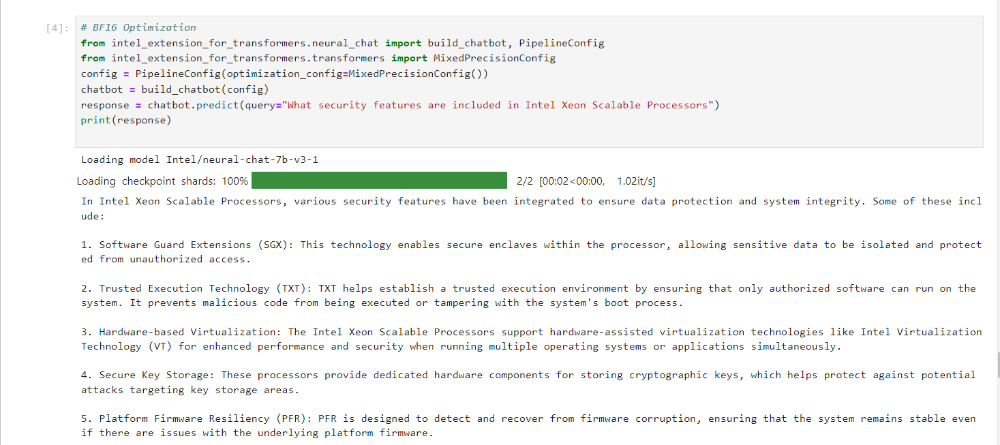 [4]:
# BF16 Optimization
from intel_extension_for_transformers.neural_chat import build_chatbot, PipelineConfig
from intel_extension_for_transformers.transformers import MixedPrecisionConfig
config = PipelineConfig(optimization_config=MixedPrecisionConfig())
chatbot = build_chatbot(config)
response = chatbot.predict(query="What security features are included in Intel Xeon Scalable Processors")
print(response)
Loading model Intel/neural-chat-7b-v3-1
Loading checkpoint shards: 100% 2/2 [00:02<00:00, 1.02it/s]
In Intel Xeon Scalable Processors, various security features have been integrated to ensure data protection and system integrity. Some of these incl
ude:
1. Software Guard Extensions (SGX): This technology enables secure enclaves within the processor, allowing sensitive data to be isolated and protect
ed from unauthorized access.
2. Trusted Execution Technology (TXT): TXT helps establish a trusted execution environment by ensuring that only authorized software can run on the
system. It prevents malicious code from being executed or tampering with the system's boot process.
3. Hardware-based Virtualization: The Intel Xeon Scalable Processors support hardware-assisted virtualization technologies like Intel Virtualization
Technology (VT) for enhanced performance and security when running multiple operating systems or applications simultaneously.
4. Secure Key Storage: These processors provide dedicated hardware components for storing cryptographic keys, which helps protect against potential
attacks targeting key storage areas.
5. Platform Firmware Resiliency (PFR): PFR is designed to detect and recover from firmware corruption, ensuring that the system remains stable even
if there are issues with the underlying platform firmware.